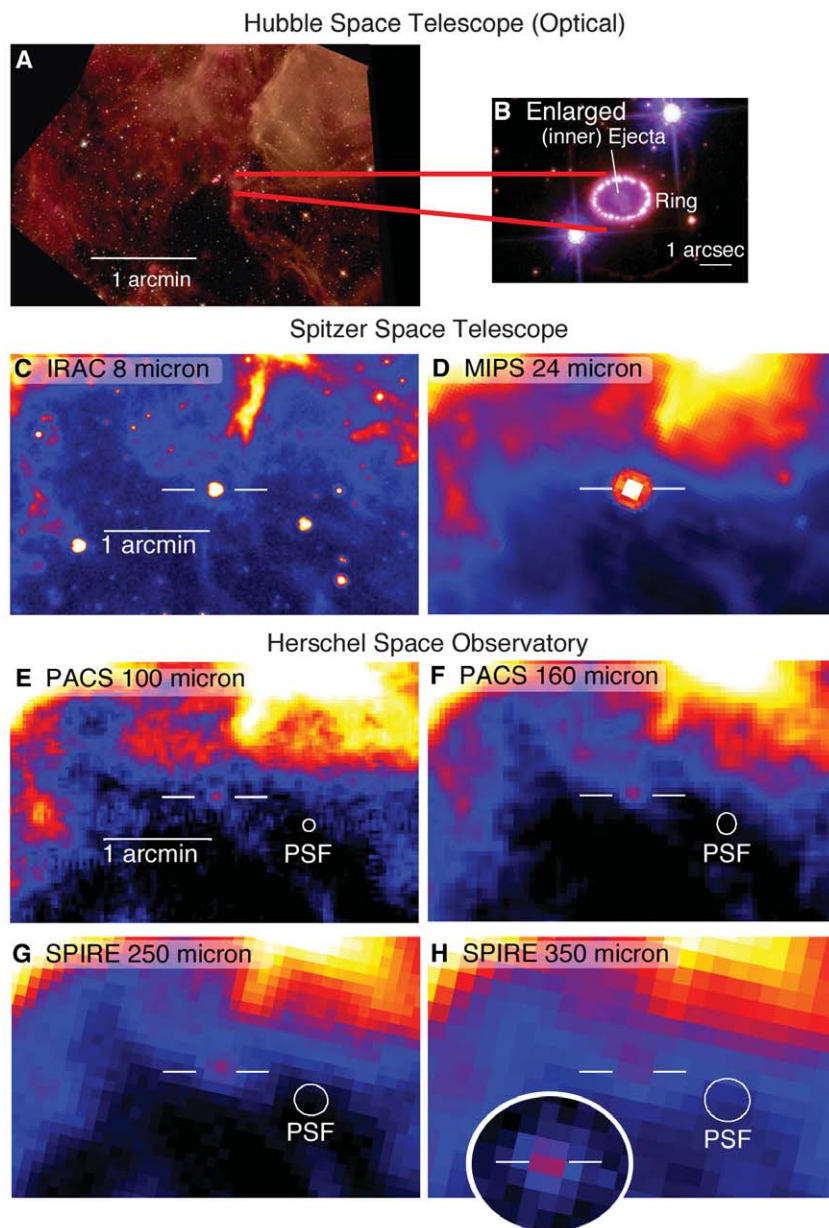 Hubble Space Telescope (Optical)
A
1 arcmin
B Enlarged
(inner) Ejecta
Ring
1 arcsec
Spitzer Space Telescope
C IRAC 8 micron
1 arcmin
D MIPS 24 micron
Herschel Space Observatory
E PACS 100 micron
1 arcmin
PSF
F PACS 160 micron
PSF
G SPIRE 250 micron
PSF
H SPIRE 350 micron
PSF